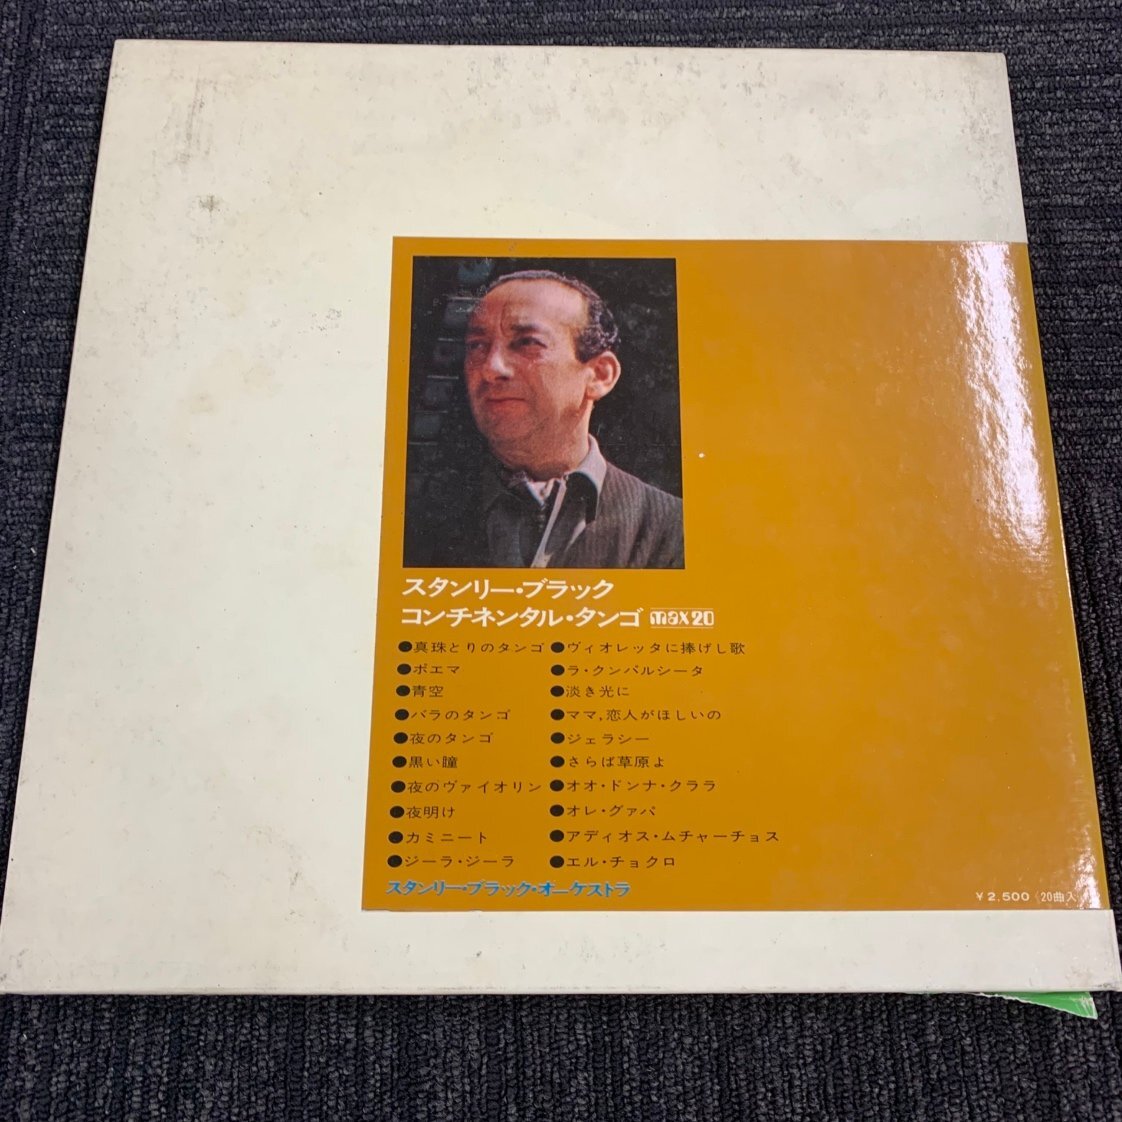 スタンリー・ブラック
コンチネンタル・タンゴ max20
●真珠とりのタンゴ
●ポエマ
●青空
●バラのタンゴ
●夜のタンゴ
●黒い瞳
●夜のヴァイオリン
●夜明け
●カミニート
●ジーラ・ジーラ
●ヴィオレッタに捧げし歌
●ラ・クンパルシータ
●淡き光に
●ママ,恋人がほしいの
●ジェラシー
●さらば草原よ
●オオ・ドンナ・クララ
●オレ・グァパ
●アディオス・ムチャーチョス
●エル・チョクロ
スタンリー・ブラック・オーケストラ
¥2,500〈20曲入